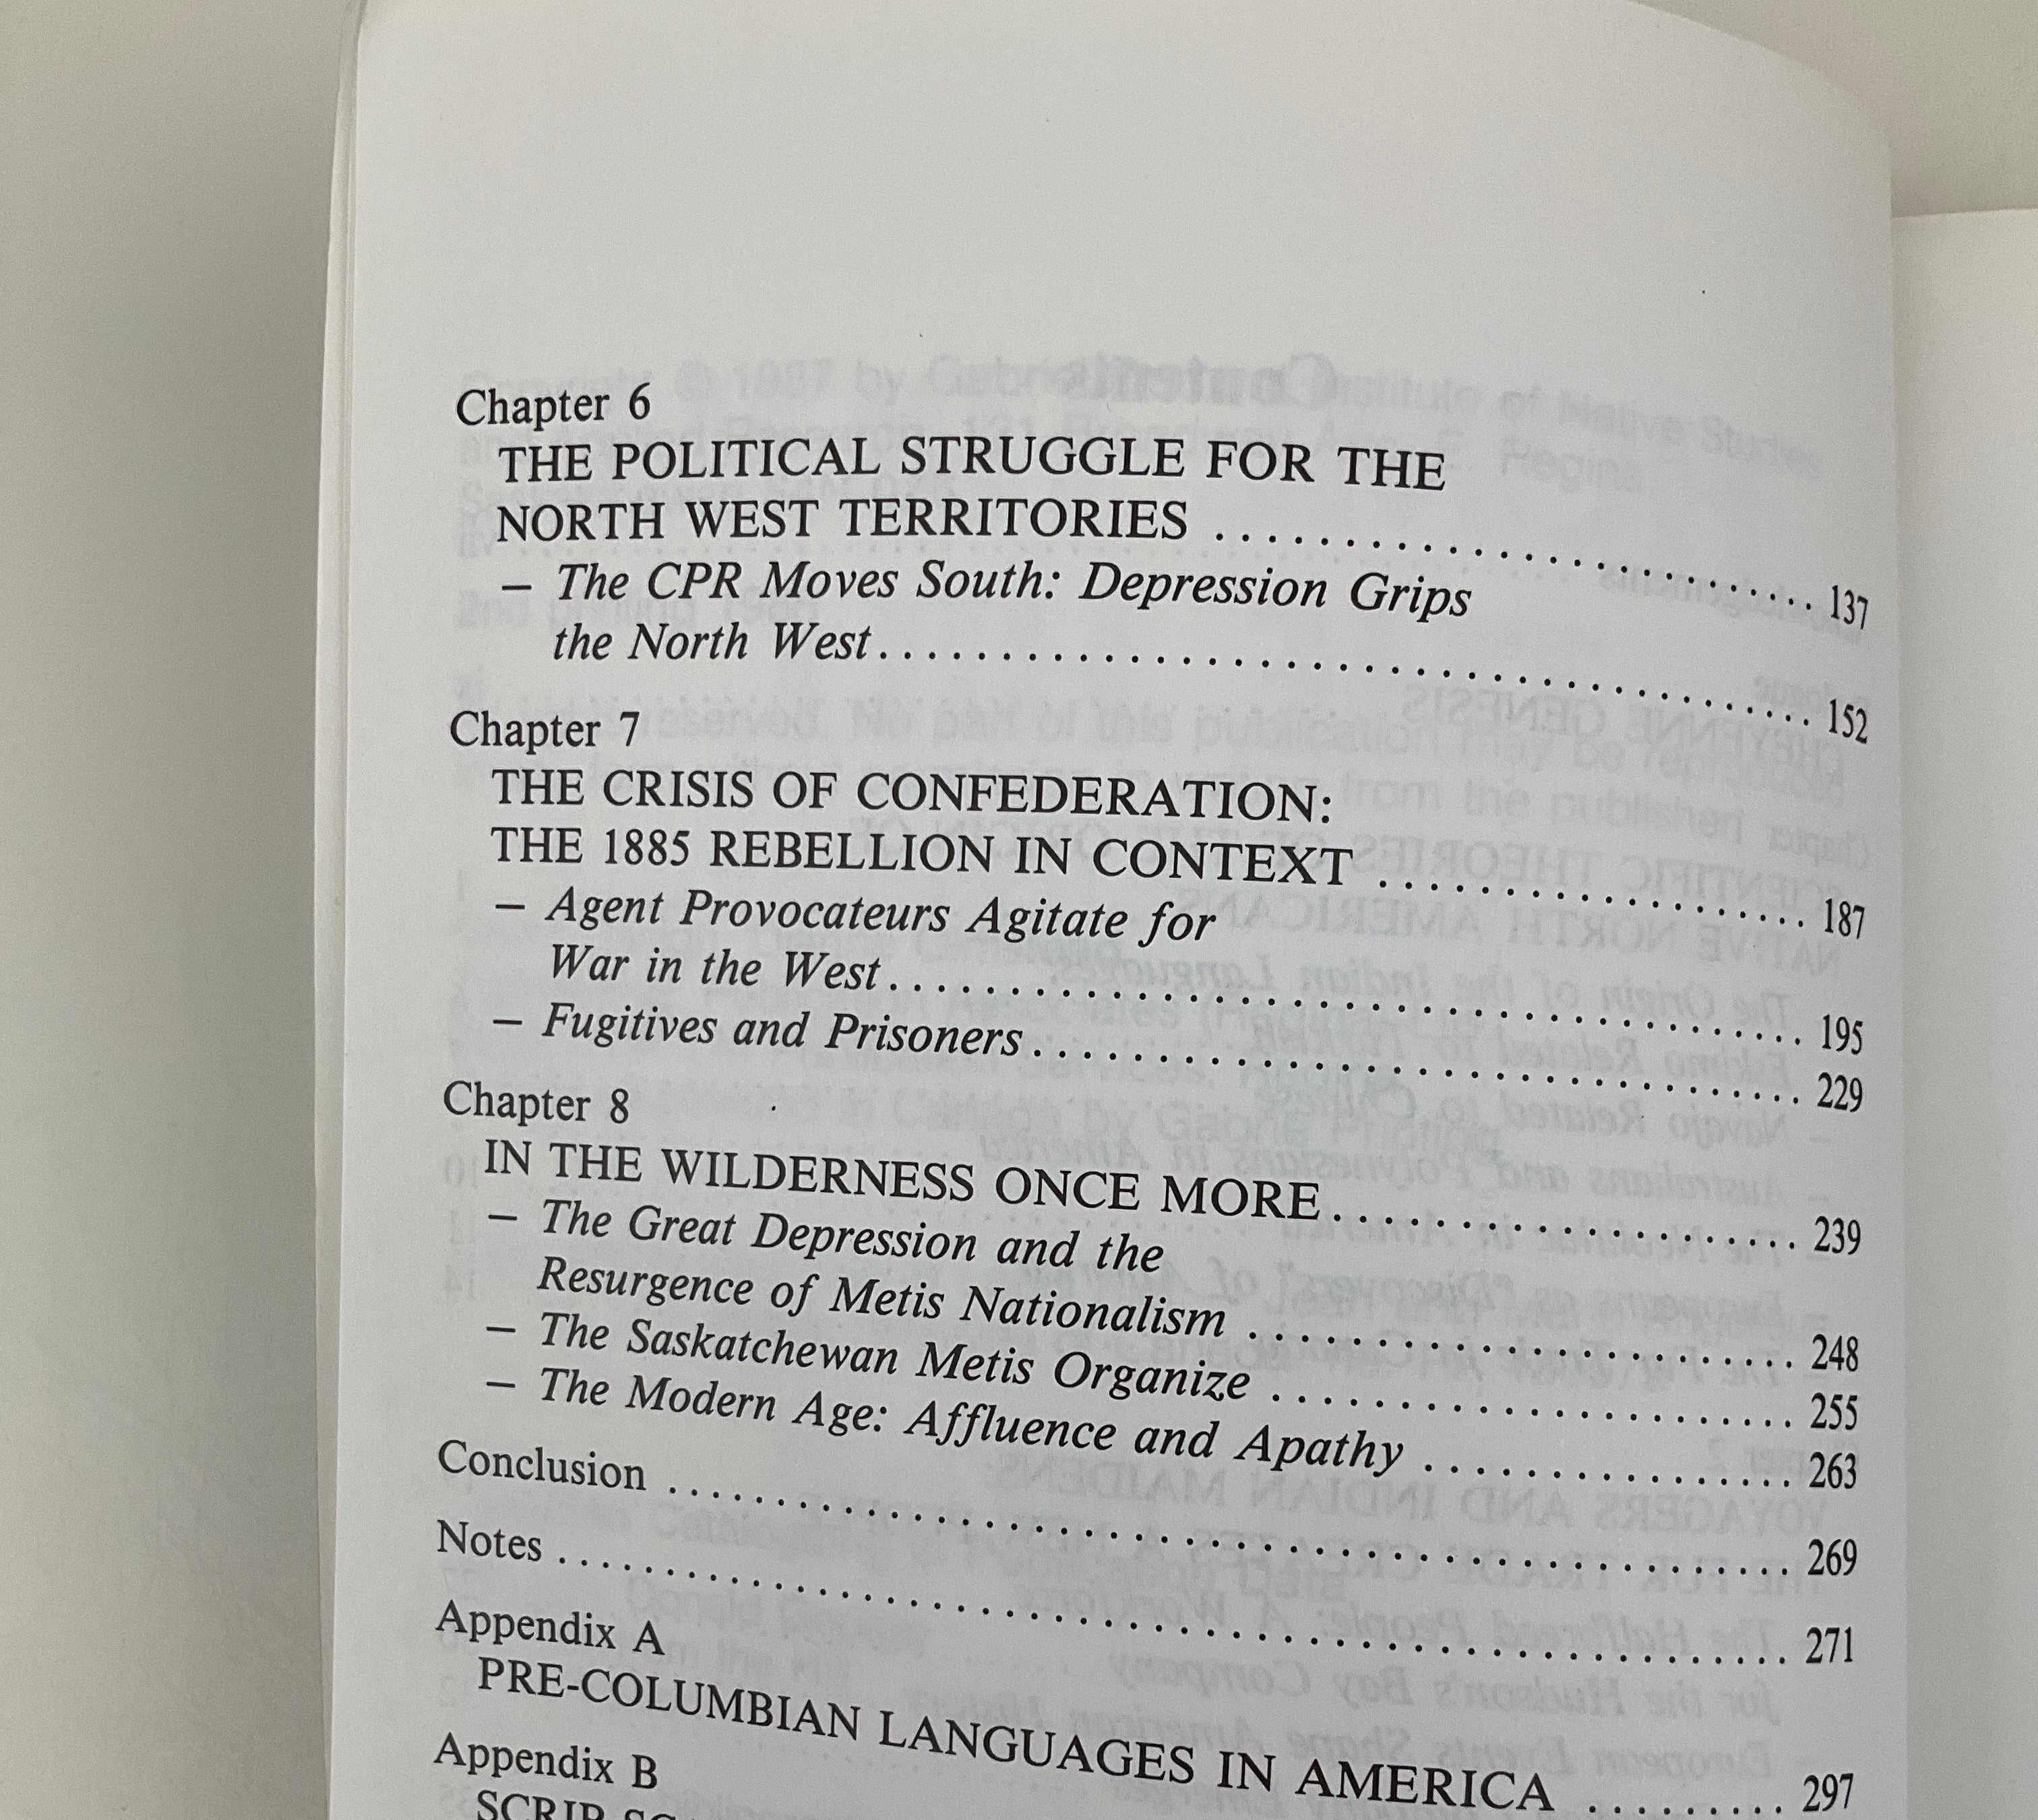 Chapter 6
THE POLITICAL STRUGGLE FOR THE
NORTH WEST TERRITORIES ........................ 137
– The CPR Moves South: Depression Grips
the North West .............................. 152
Chapter 7
THE CRISIS OF CONFEDERATION:
THE 1885 REBELLION IN CONTEXT ................. 187
– Agent Provocateurs Agitate for
War in the West .............................. 195
– Fugitives and Prisoners .............................. 229
Chapter 8
IN THE WILDERNESS ONCE MORE .................. 239
– The Great Depression and the
Resurgence of Metis Nationalism ..................... 248
– The Saskatchewan Metis Organize .................... 255
– The Modern Age: Affluence and Apathy .............. 263
Conclusion .......................................... 269
Notes ................................................ 271
Appendix A
PRE-COLUMBIAN LANGUAGES IN AMERICA ......... 297
Appendix B
SCRIP